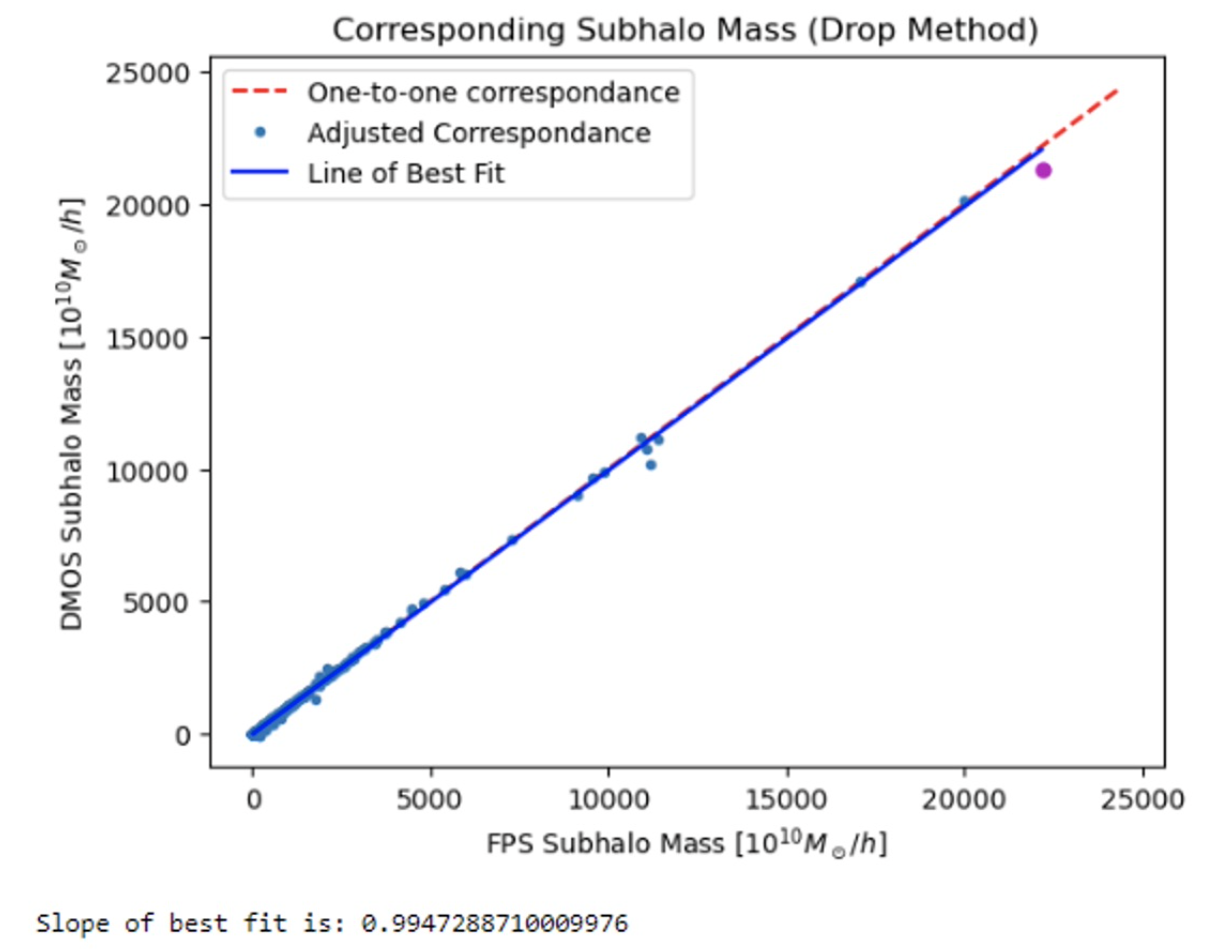 Corresponding Subhalo Mass (Drop Method)
25000
20000
15000
10000
5000
0
DMOS Subhalo Mass [10¹⁰M☉/h]
One-to-one correspondance
Adjusted Correspondance
Line of Best Fit
0 5000 10000 15000 20000 25000
FPS Subhalo Mass [10¹⁰M☉/h]
Slope of best fit is: 0.9947288710009976